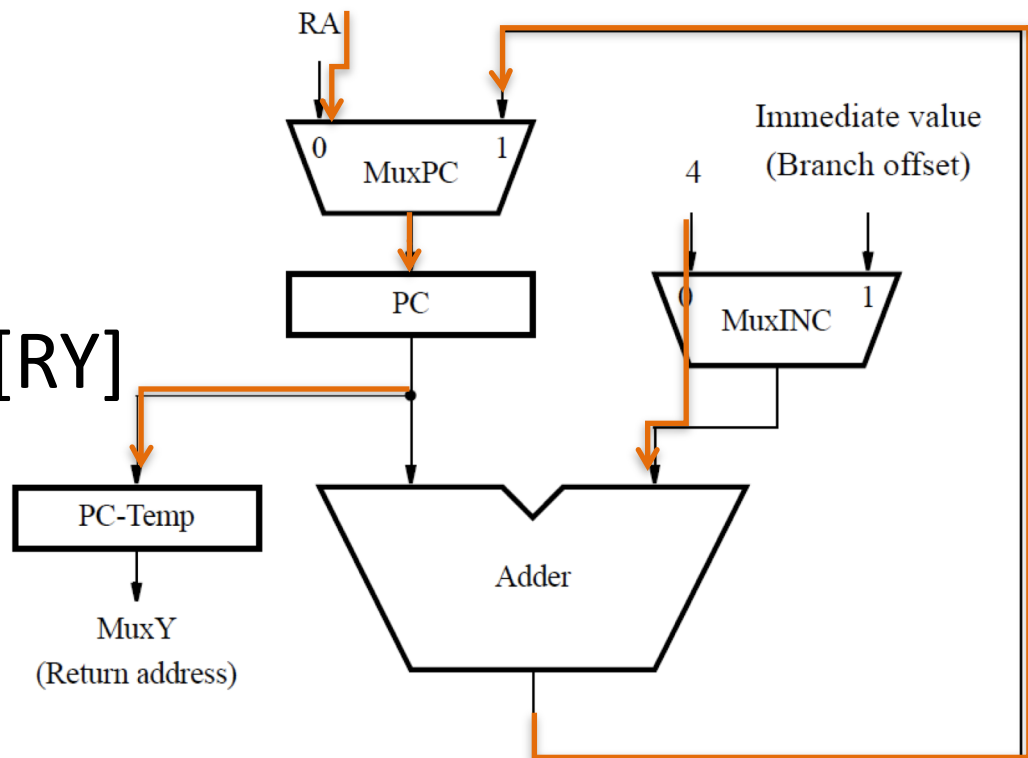 RA
0
1
MuxPC
Immediate value
(Branch offset)
4
PC
0
1
MuxINC
[RY]
PC-Temp
Adder
MuxY
(Return address)